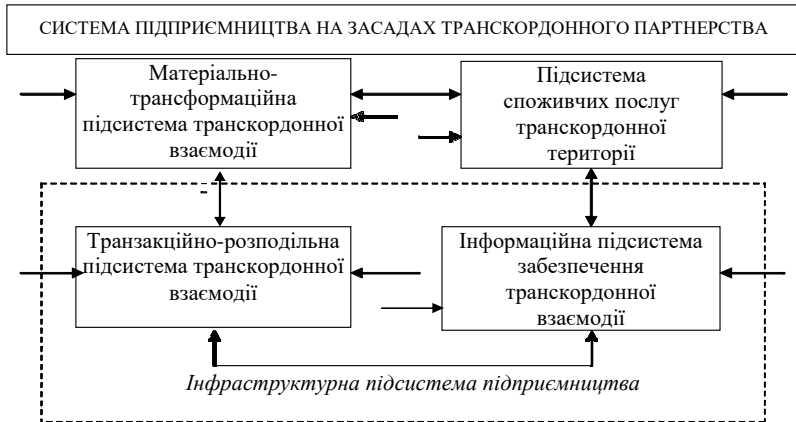 СИСТЕМА ПІДПРИЄМНИЦТВА НА ЗАСАДАХ ТРАНСКОРДОННОГО ПАРТНЕРСТВА
Матеріально-
трансформаційна
підсистема транскордонної
взаємодії
Підсистема
споживчих послуг
транскордонної
території
Транзакційно-розподільна
підсистема транскордонної
взаємодії
Інформаційна підсистема
забезпечення
транскордонної
взаємодії
Інфраструктурна підсистема підприємництва